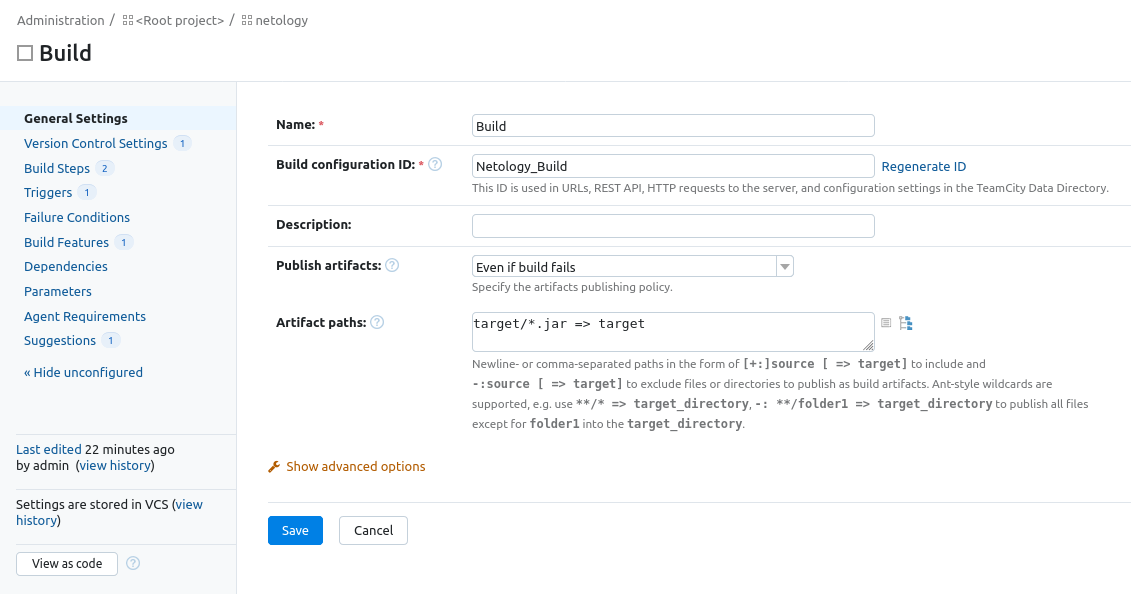 Administration / <Root project> / netology
Build
General Settings
Version Control Settings 1
Build Steps 2
Triggers 1
Failure Conditions
Build Features 1
Dependencies
Parameters
Agent Requirements
Suggestions 1
« Hide unconfigured
Last edited 22 minutes ago
by admin (view history)
Settings are stored in VCS (view
history)
View as code ?
Name: *
Build
Build configuration ID: * ?
Netology_Build
Regenerate ID
This ID is used in URLs, REST API, HTTP requests to the server, and configuration settings in the TeamCity Data Directory.
Description:
Publish artifacts: ?
Even if build fails
Specify the artifacts publishing policy.
Artifact paths: ?
target/*.jar => target
Newline- or comma-separated paths in the form of [+:]source [ => target] to include and
-:source [ => target] to exclude files or directories to publish as build artifacts. Ant-style wildcards are
supported, e.g. use **/* => target_directory, -: **/folder1 => target_directory to publish all files
except for folder1 into the target_directory.
Show advanced options
Save
Cancel